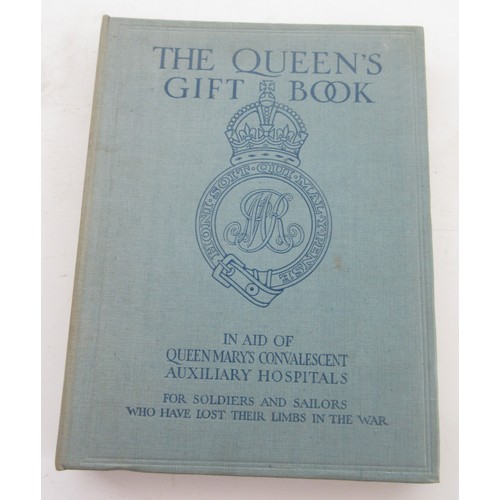 THE QUEEN'S
GIFT BOOK
HONI·SOIT·QUI·MAL·Y·PENSE
IN AID OF
QUEEN MARY'S CONVALESCENT
AUXILIARY HOSPITALS
FOR SOLDIERS AND SAILORS
WHO HAVE LOST THEIR LIMBS IN THE WAR